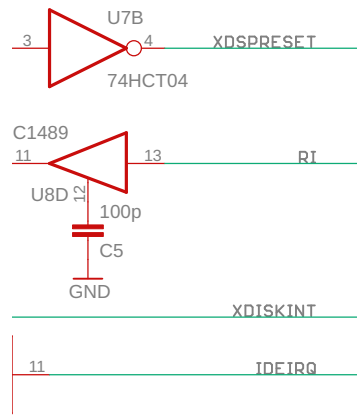 U7B
3
4
XDSPRESET
74HCT04
C1489
11
13
RI
U8D
12
100p
C5
GND
XDISKINT
11
IDEIRQ